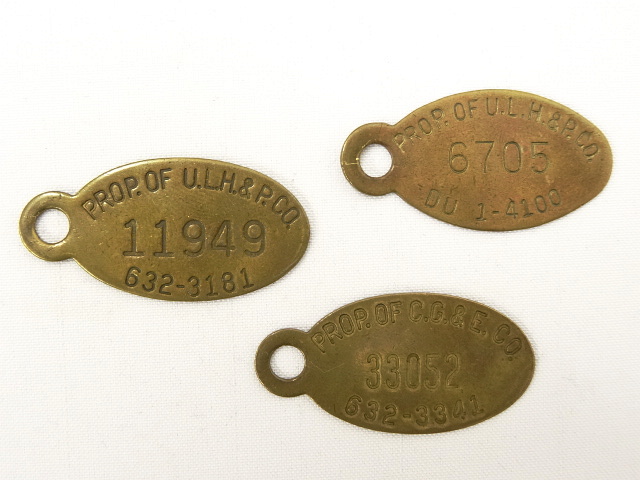 PROP. OF U.L.H.& P. CO.
11949
632-3181
PROP. OF U.L.H.& P. CO.
6705
DU 1-4100
PROP. OF C.G. & E. CO.
33052
632-3341